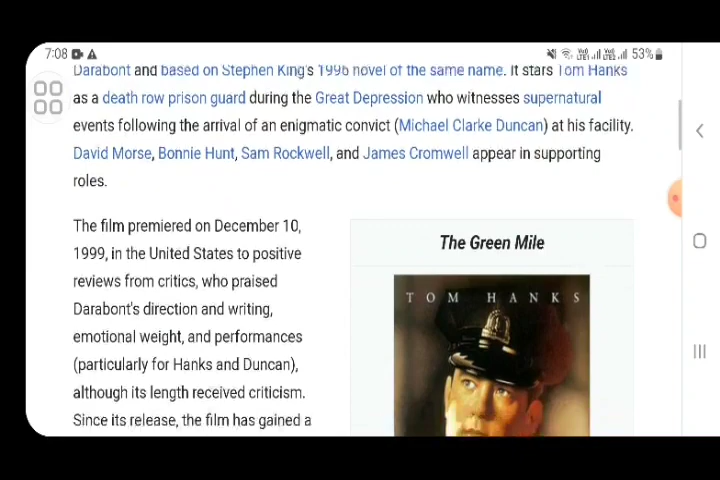 7:08
53%
Darabont and based on Stephen King's 1996 novel of the same name. It stars Tom Hanks
as a death row prison guard during the Great Depression who witnesses supernatural
events following the arrival of an enigmatic convict (Michael Clarke Duncan) at his facility.
David Morse, Bonnie Hunt, Sam Rockwell, and James Cromwell appear in supporting
roles.
The film premiered on December 10,
1999, in the United States to positive
reviews from critics, who praised
Darabont's direction and writing,
emotional weight, and performances
(particularly for Hanks and Duncan),
although its length received criticism.
Since its release, the film has gained a
The Green Mile
TOM HANKS